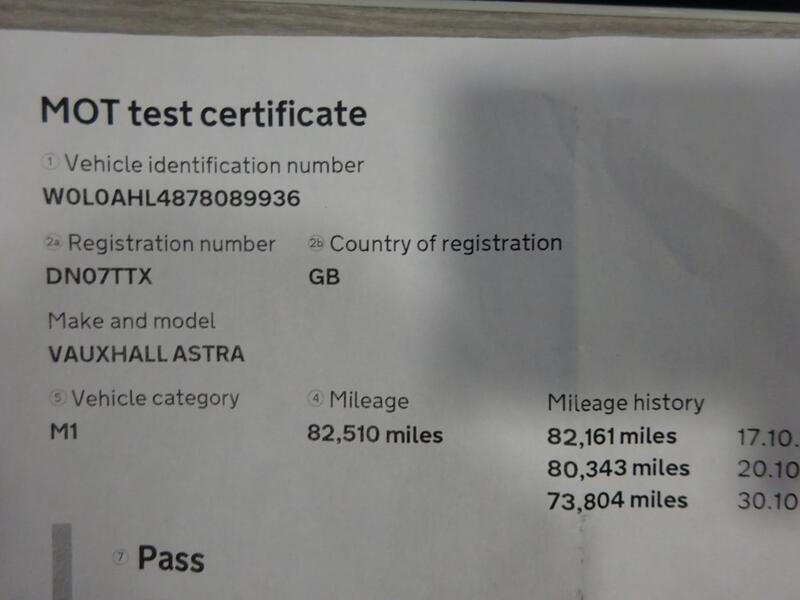 MOT test certificate
1 Vehicle identification number
W0L0AHL4878089936
2a Registration number 2b Country of registration
DN07TTX GB
Make and model
VAUXHALL ASTRA
5 Vehicle category 4 Mileage Mileage history
M1 82,510 miles 82,161 miles 17.10.
80,343 miles 20.10
73,804 miles 30.10
7 Pass